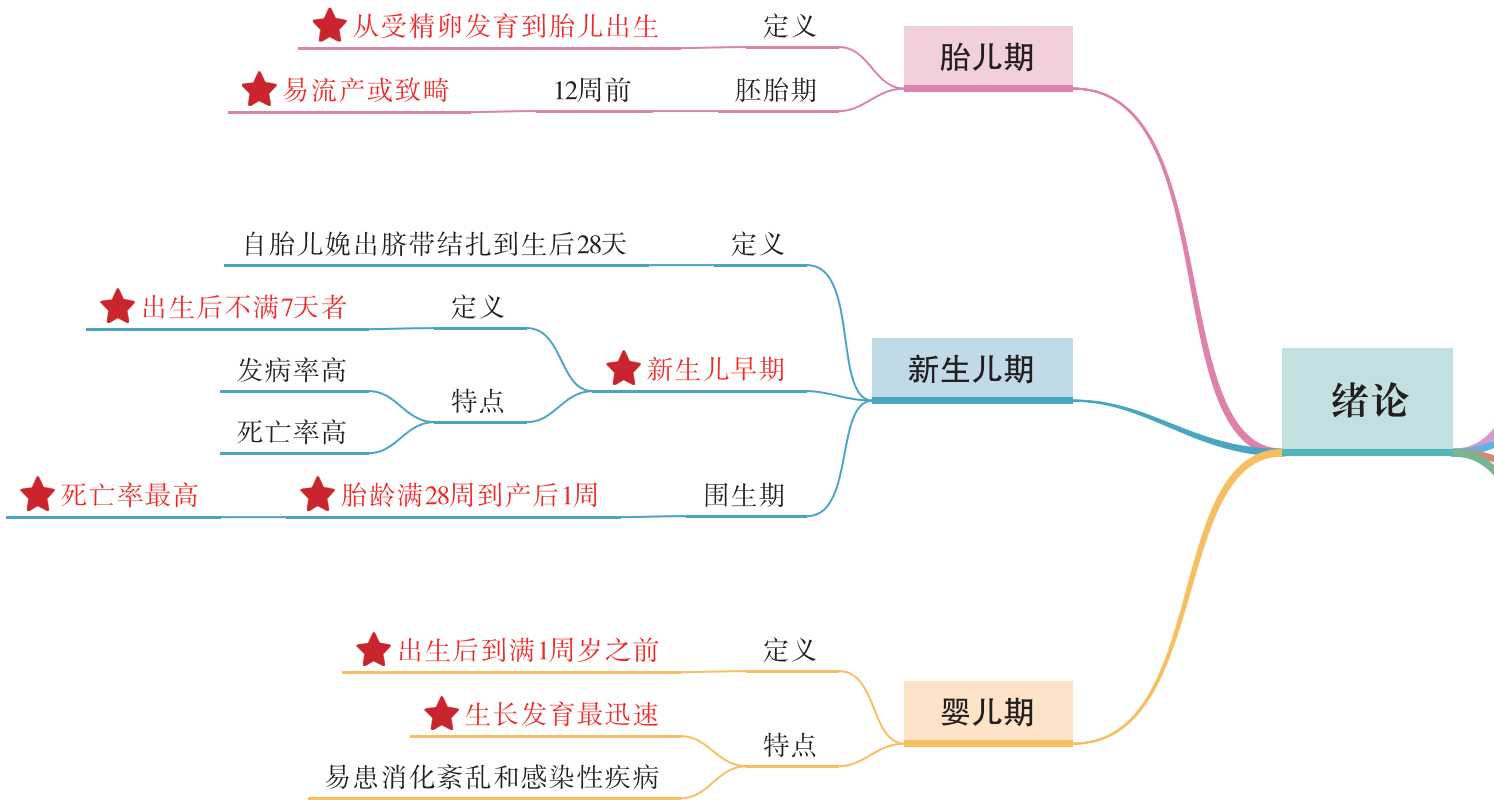 绪论
胎儿期
定义
从受精卵发育到胎儿出生
胚胎期
12周前
易流产或致畸
新生儿期
定义
自胎儿娩出脐带结扎到生后28天
新生儿早期
定义
出生后不满7天者
特点
发病率高
死亡率高
围生期
胎龄满28周到产后1周
死亡率最高
婴儿期
定义
出生后到满1周岁之前
特点
生长发育最迅速
易患消化紊乱和感染性疾病